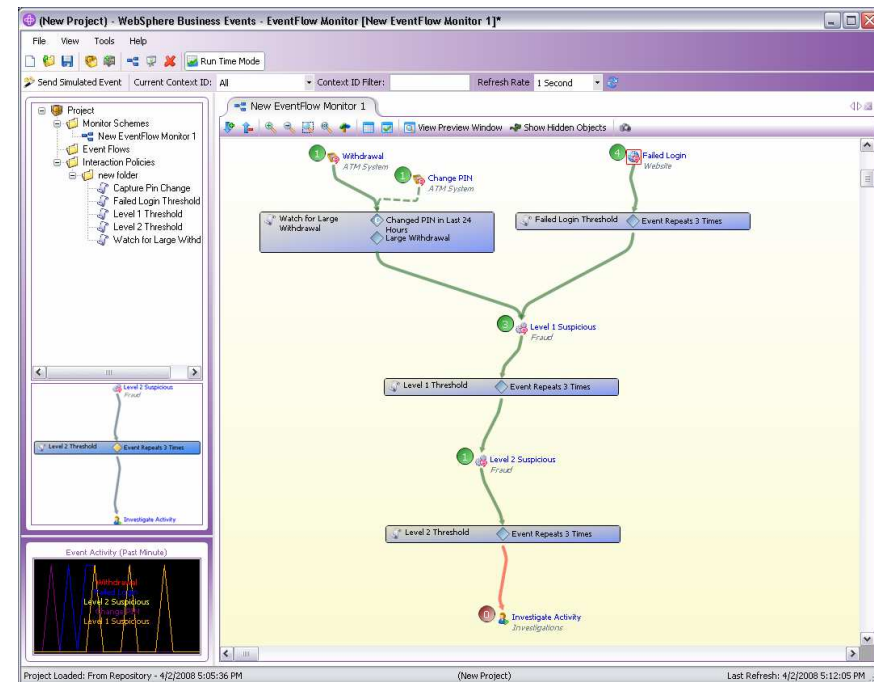 (New Project) - WebSphere Business Events - EventFlow Monitor [New EventFlow Monitor 1]*
File View Tools Help
Run Time Mode
Send Simulated Event Current Context ID: All Context ID Filter: Refresh Rate 1 Second
Project
Monitor Schemes
New EventFlow Monitor 1
Event Flows
Interaction Policies
new folder
Capture Pin Change
Failed Login Threshold
Level 1 Threshold
Level 2 Threshold
Watch for Large Withd
Level 2 Suspicious
Fraud
Level 2 Threshold Event Repeats 3 Times
Investigate Activity
Event Activity (Past Minute)
Withdrawal
Failed Login
Level 2 Suspicious
Change PIN
Level 1 Suspicious
New EventFlow Monitor 1
View Preview Window Show Hidden Objects
1 Withdrawal
ATM System
1 Change PIN
ATM System
4 Failed Login
Website
Watch for Large Withdrawal
Changed PIN in Last 24 Hours
Large Withdrawal
Failed Login Threshold Event Repeats 3 Times
3 Level 1 Suspicious
Fraud
Level 1 Threshold Event Repeats 3 Times
1 Level 2 Suspicious
Fraud
Level 2 Threshold Event Repeats 3 Times
0 Investigate Activity
Investigations
Project Loaded: From Repository - 4/2/2008 5:05:36 PM (New Project) Last Refresh: 4/2/2008 5:12:05 PM